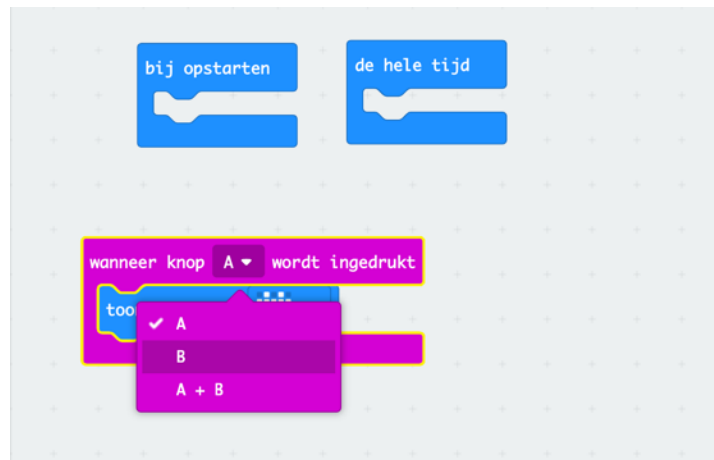 bij opstarten
de hele tijd
wanneer knop A wordt ingedrukt
A
B
A + B